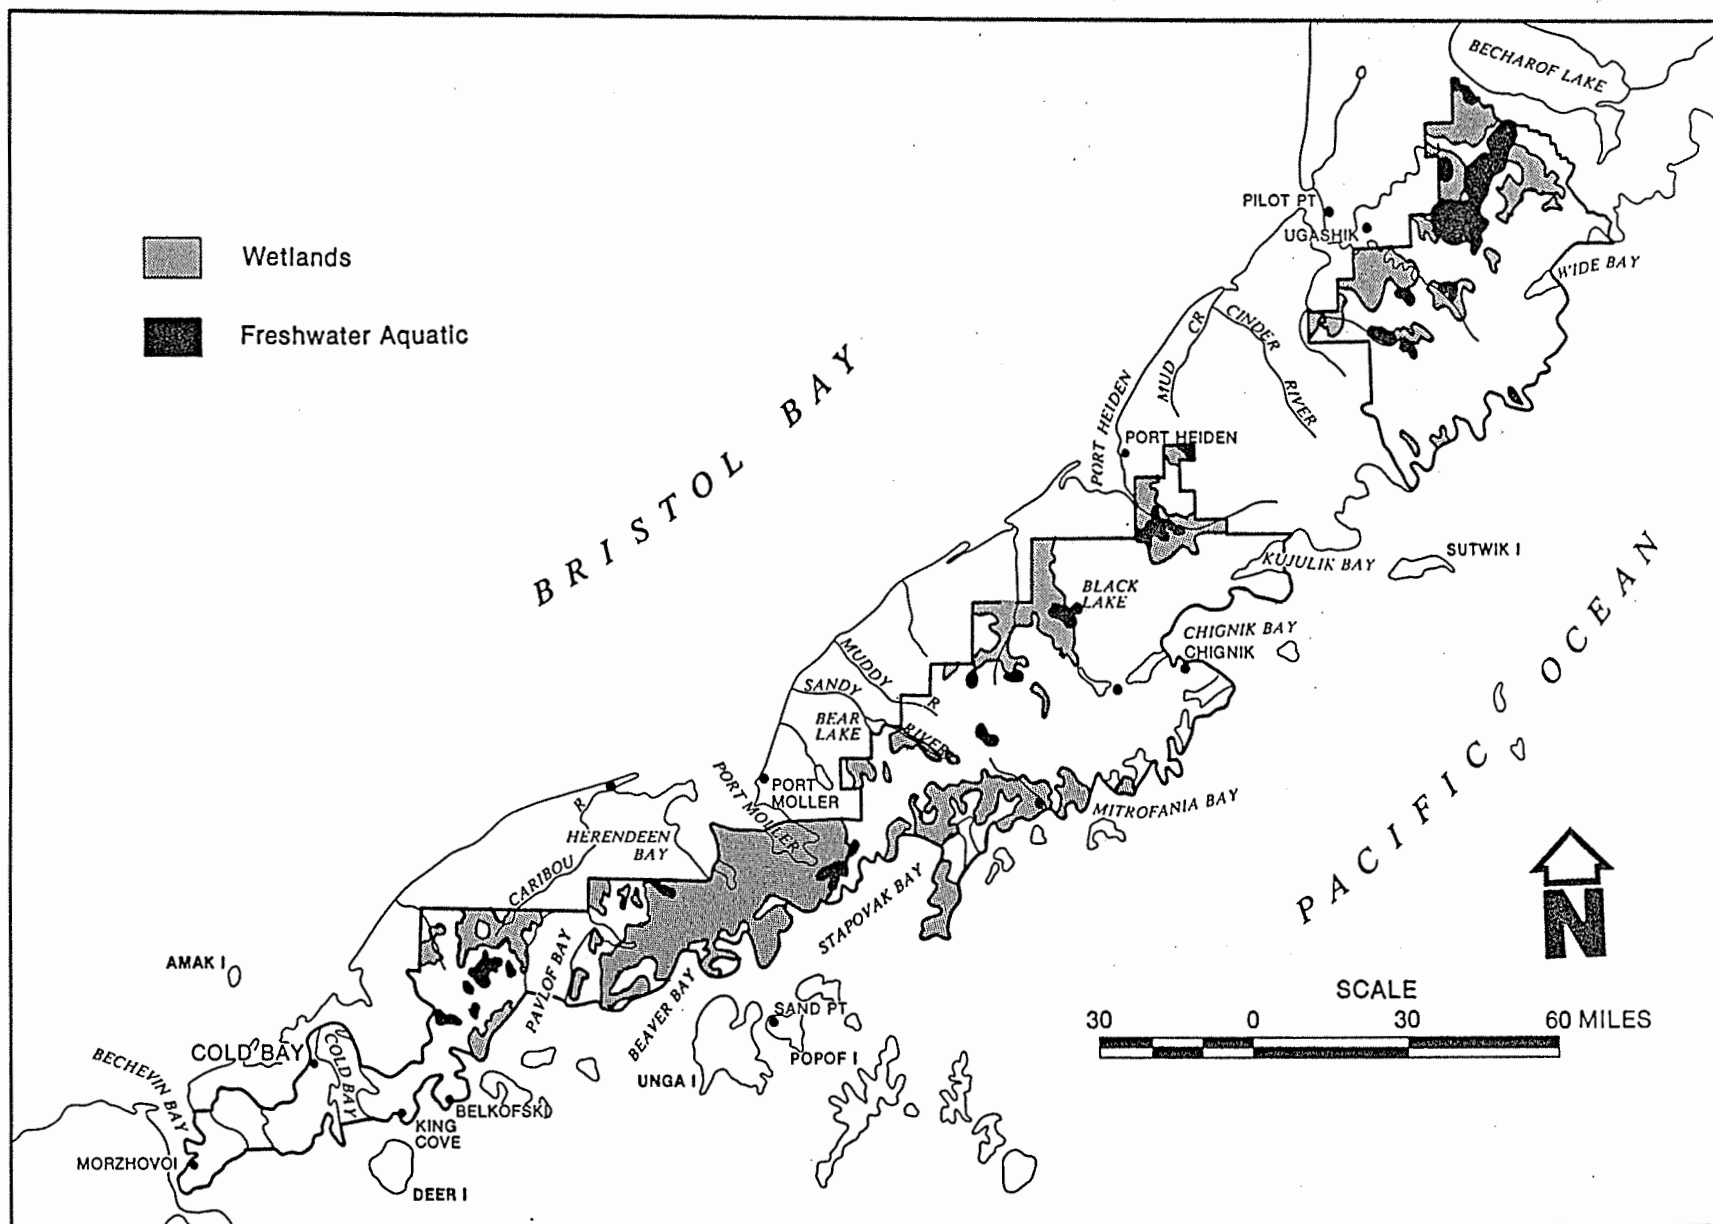 BECHAROF LAKE
PILOT PT
UGASHIK
WIDE BAY
Wetlands
Freshwater Aquatic
MUD CR
CINDER RIVER
PORT HEIDEN
PORT HEIDEN
BRISTOL BAY
KUJULIK BAY
SUTWIK I
BLACK
LAKE
CHIGNIK BAY
CHIGNIK
PACIFIC OCEAN
MUDDY R
SANDY RIVER
BEAR
LAKE
PORT
MOLLER
PORT MOLLER
MITROFANIA BAY
HERENDEEN
BAY
CARIBOU R
STAPOVAK BAY
PAVLOF BAY
BEAVER BAY
AMAK I
SAND PT
POPOF I
UNGA I
COLD BAY
COLD BAY
BECHEVIN BAY
BELKOFSKI
KING
COVE
MORZHOVOI
DEER I
N
SCALE
30 0 30 60 MILES